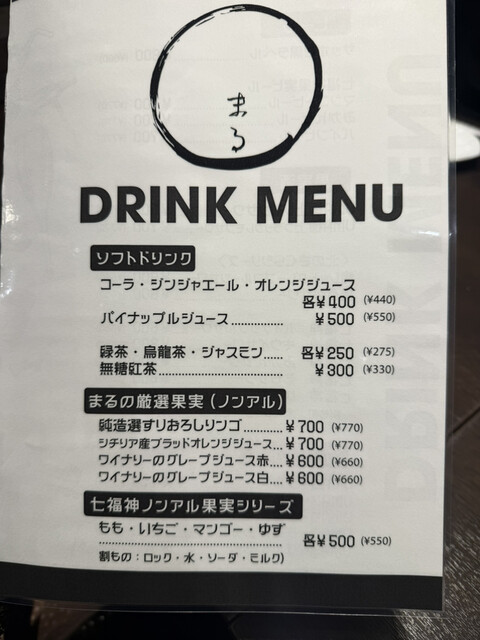 まる
DRINK MENU
ソフトドリンク
コーラ・ジンジャエール・オレンジジュース
各¥400 (¥440)
パイナップルジュース.............. ¥500 (¥550)
緑茶・烏龍茶・ジャスミン...... 各¥250 (¥275)
無糖紅茶.......................................... ¥300 (¥330)
まるの厳選果実(ノンアル)
純造選すりおろしリンゴ........... ¥700 (¥770)
シチリア産ブラッドオレンジジュース... ¥700 (¥770)
ワイナリーのグレープジュース赤.... ¥600 (¥660)
ワイナリーのグレープジュース白.... ¥600 (¥660)
七福神ノンアル果実シリーズ
もも・いちご・マンゴー・ゆず
...................................................... 各¥500 (¥550)
割もの:ロック・水・ソーダ・ミルク)